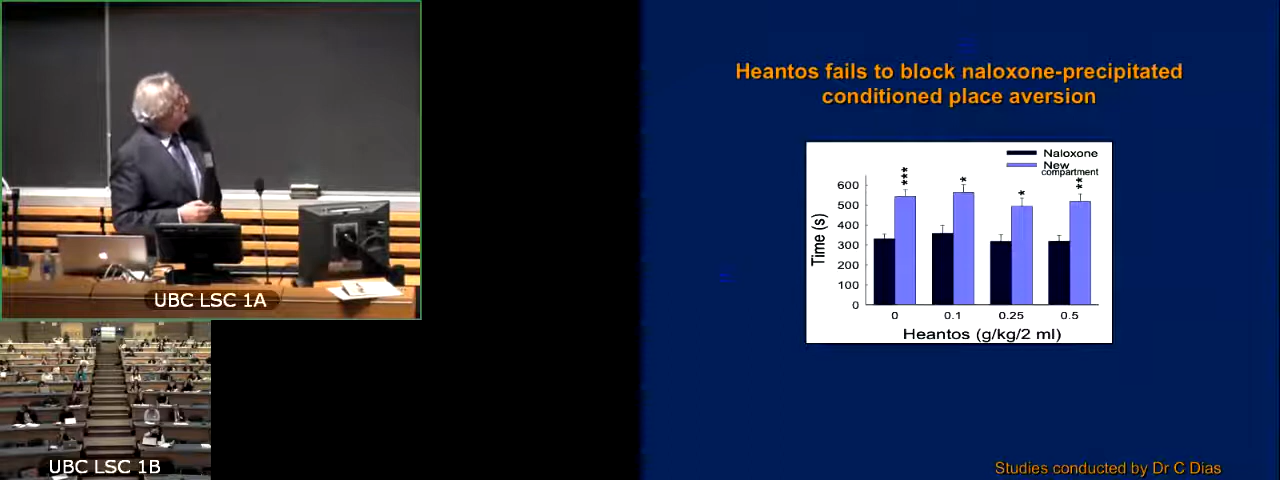 UBC LSC 1A
UBC LSC 1B
Heantos fails to block naloxone-precipitated
conditioned place aversion
Naloxone
New
compartment
***
*
*
**
Time (s)
600
500
400
300
200
100
0
0 0.1 0.25 0.5
Heantos (g/kg/2 ml)
Studies conducted by Dr C Dias